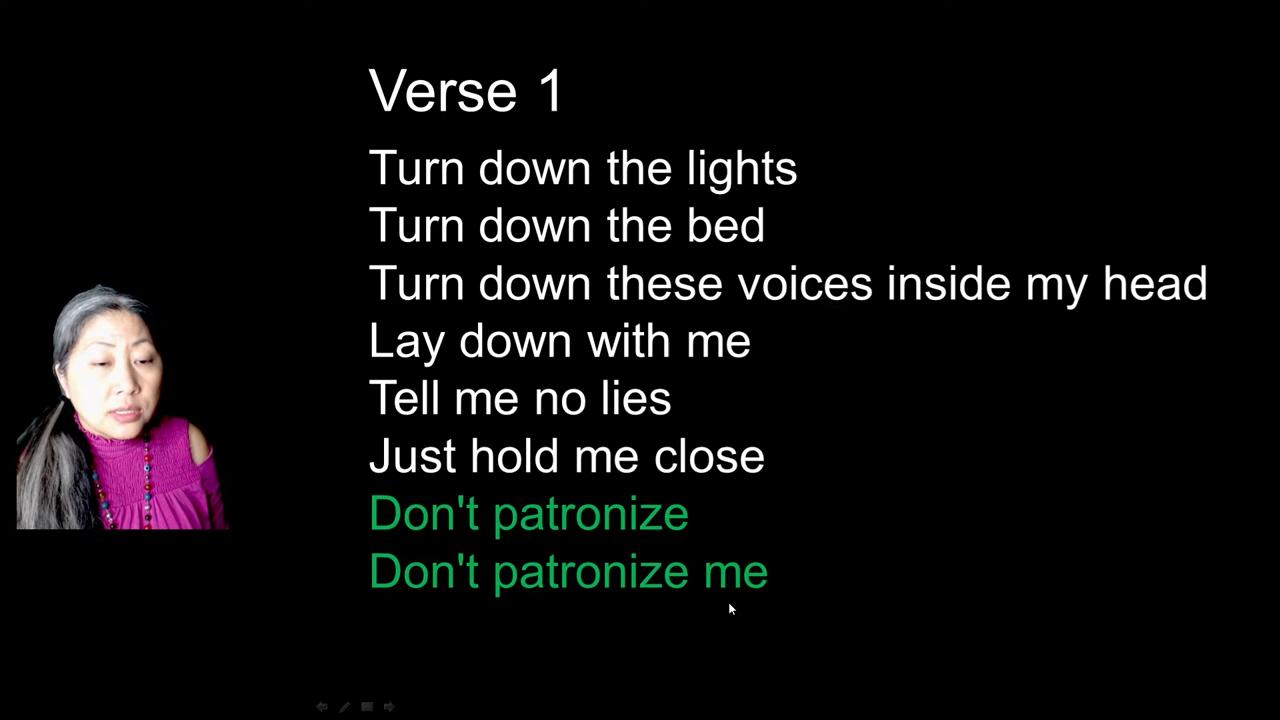 Verse 1
Turn down the lights
Turn down the bed
Turn down these voices inside my head
Lay down with me
Tell me no lies
Just hold me close
Don't patronize
Don't patronize me